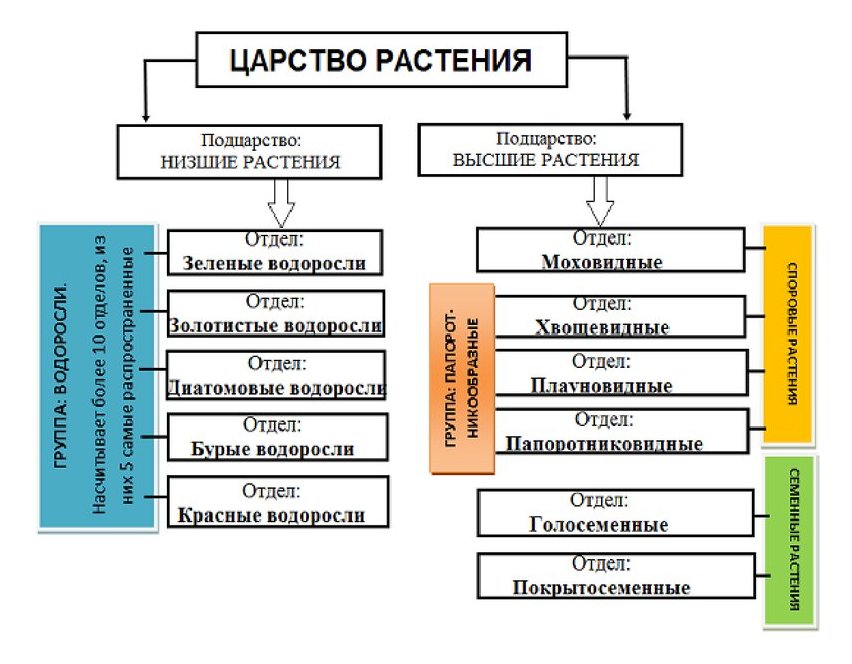 ЦАРСТВО РАСТЕНИЯ
Подцарство:
НИЗШИЕ РАСТЕНИЯ
Подцарство:
ВЫСШИЕ РАСТЕНИЯ
ГРУППА: ВОДОРОСЛИ.
Насчитывает более 10 отделов, из
них 5 самые распространенные
Отдел:
Зеленые водоросли
Отдел:
Золотистые водоросли
Отдел:
Диатомовые водоросли
Отдел:
Бурые водоросли
Отдел:
Красные водоросли
ГРУППА: ПАПОРОТ-
НИКООБРАЗНЫЕ
Отдел:
Моховидные
Отдел:
Хвощевидные
Отдел:
Плауновидные
Отдел:
Папоротниковидные
Отдел:
Голосеменные
Отдел:
Покрытосеменные
СПОРОВЫЕ РАСТЕНИЯ
СЕМЕННЫЕ РАСТЕНИЯ